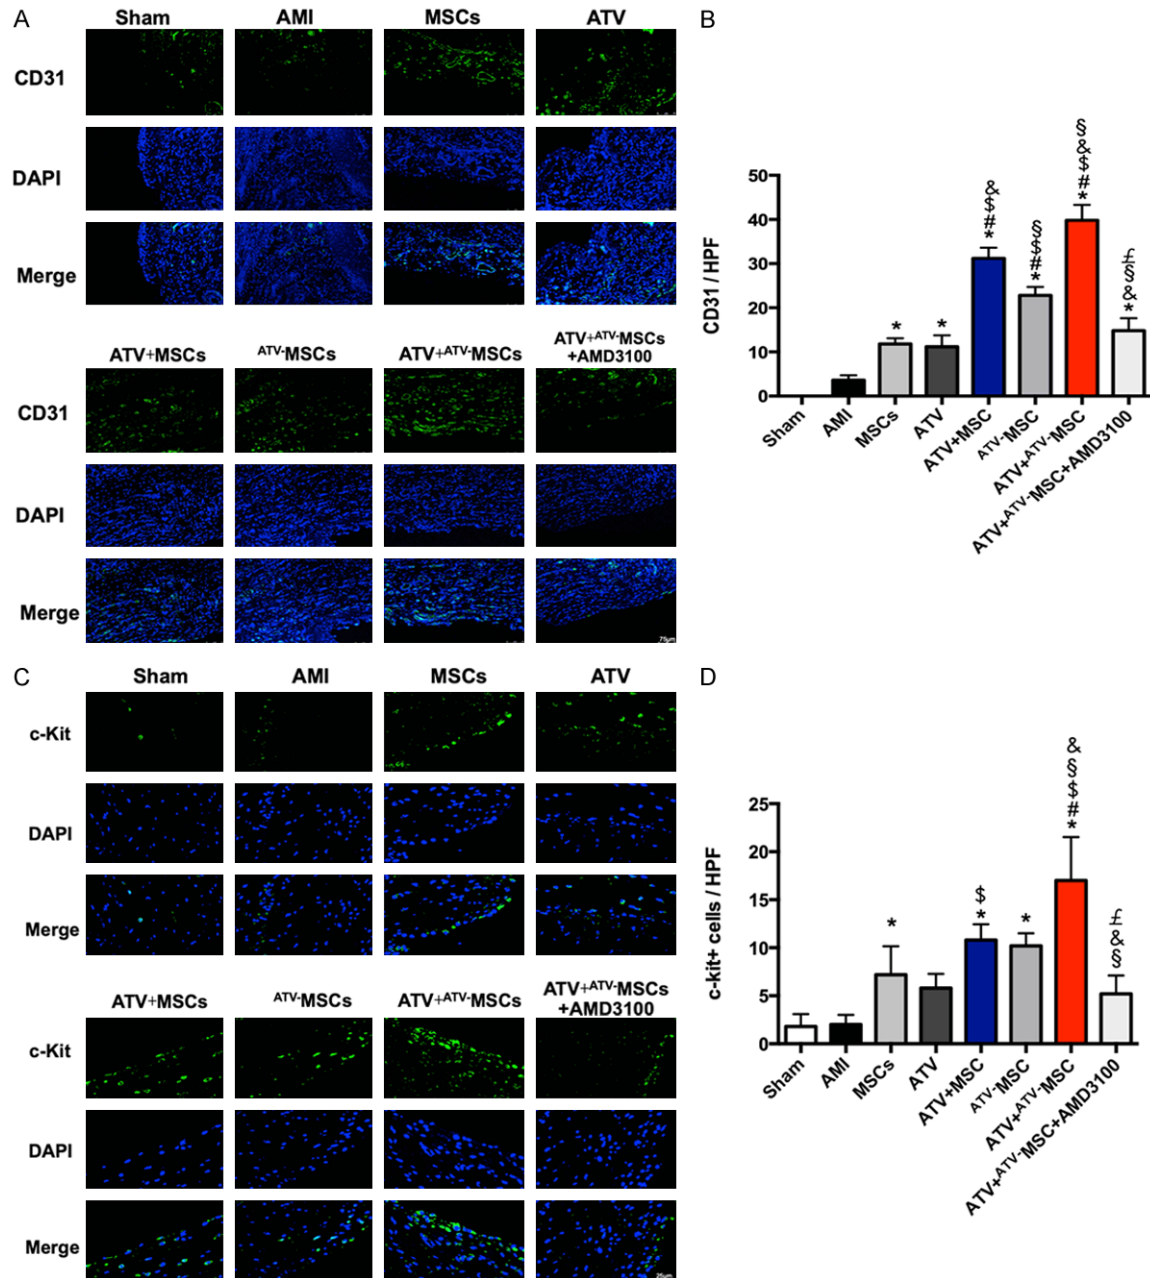 A
Sham AMI MSCs ATV
CD31
DAPI
Merge
ATV+MSCs ATV-MSCs ATV+ATV-MSCs ATV+ATV-MSCs
+AMD3100
CD31
DAPI
Merge
75μm
B
CD31 / HPF
50
40
30
20
10
0
*
*
&
$
#
*
§
$
#
*
§
&
$
#
*
£
§
&
*
Sham
AMI
MSCs
ATV
ATV+MSC
ATV-MSC
ATV+ATV-MSC
ATV+ATV-MSC+AMD3100
C
Sham AMI MSCs ATV
c-Kit
DAPI
Merge
ATV+MSCs ATV-MSCs ATV+ATV-MSCs ATV+ATV-MSCs
+AMD3100
c-Kit
DAPI
Merge
25μm
D
c-kit+ cells / HPF
25
20
15
10
5
0
*
$
*
*
&
§
$
#
*
£
&
§
Sham
AMI
MSCs
ATV
ATV+MSC
ATV-MSC
ATV+ATV-MSC
ATV+ATV-MSC+AMD3100